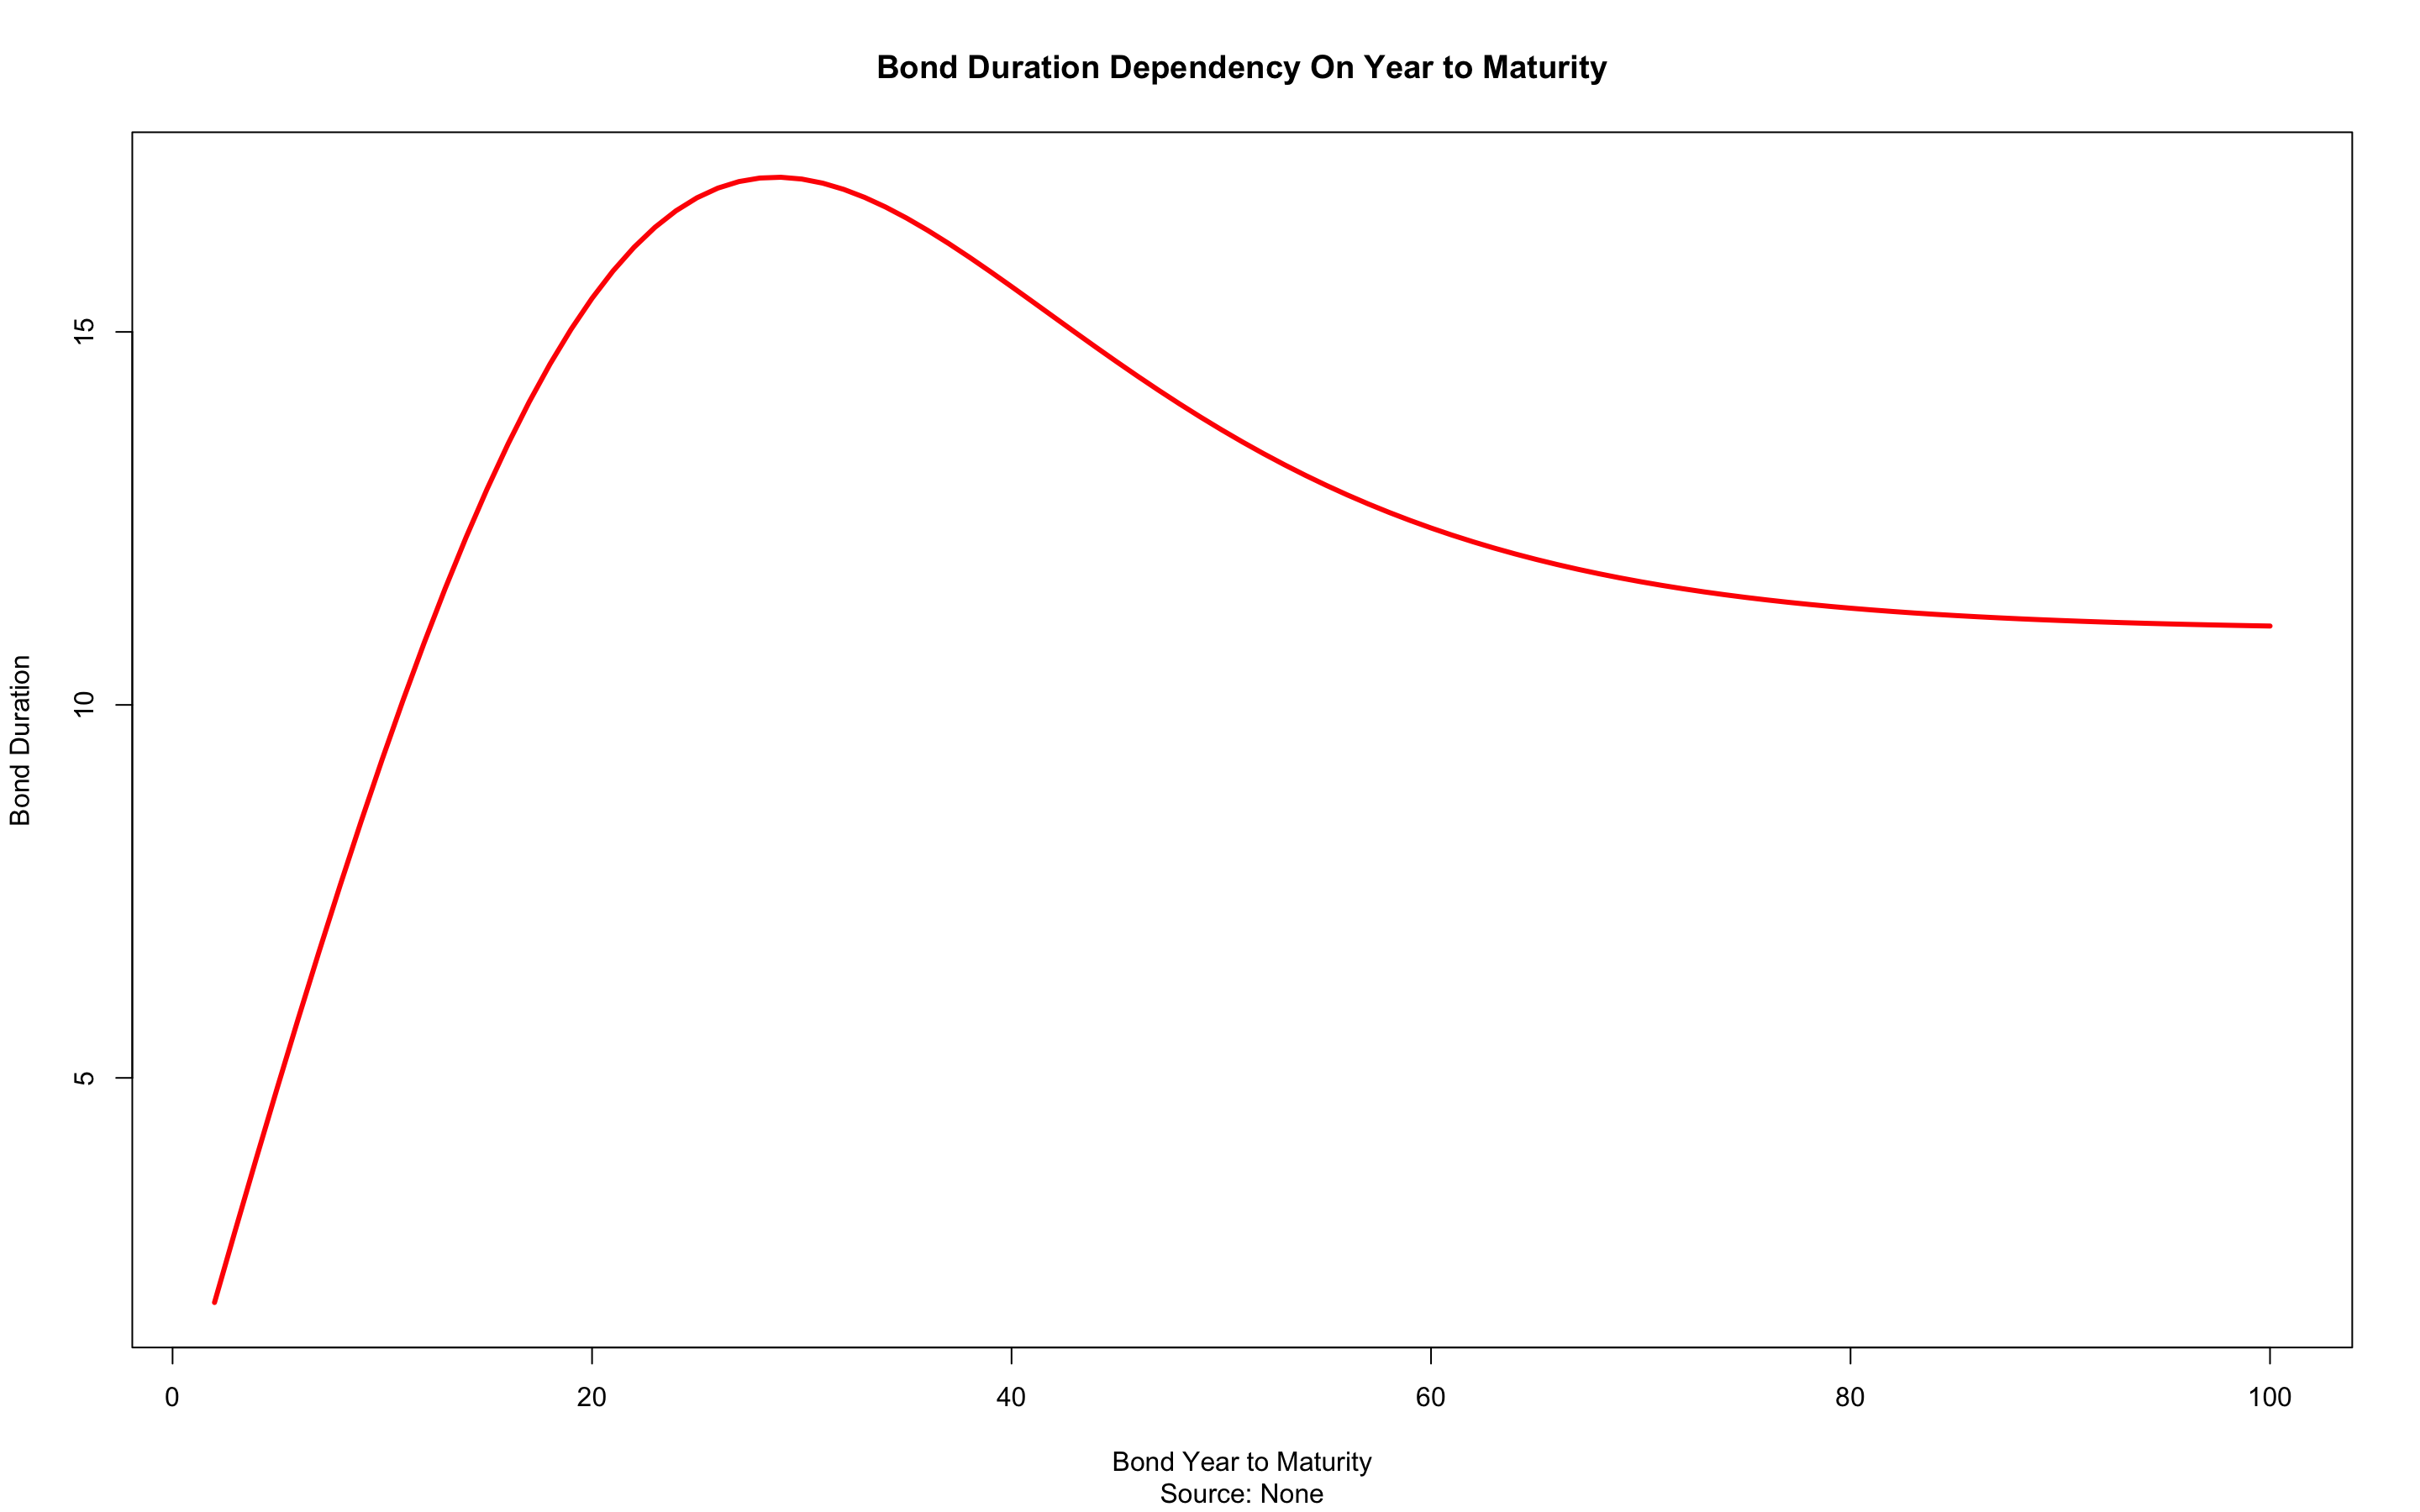 Bond Duration Dependency On Year to Maturity
Bond Duration
15
10
5
0 20 40 60 80 100
Bond Year to Maturity
Source: None